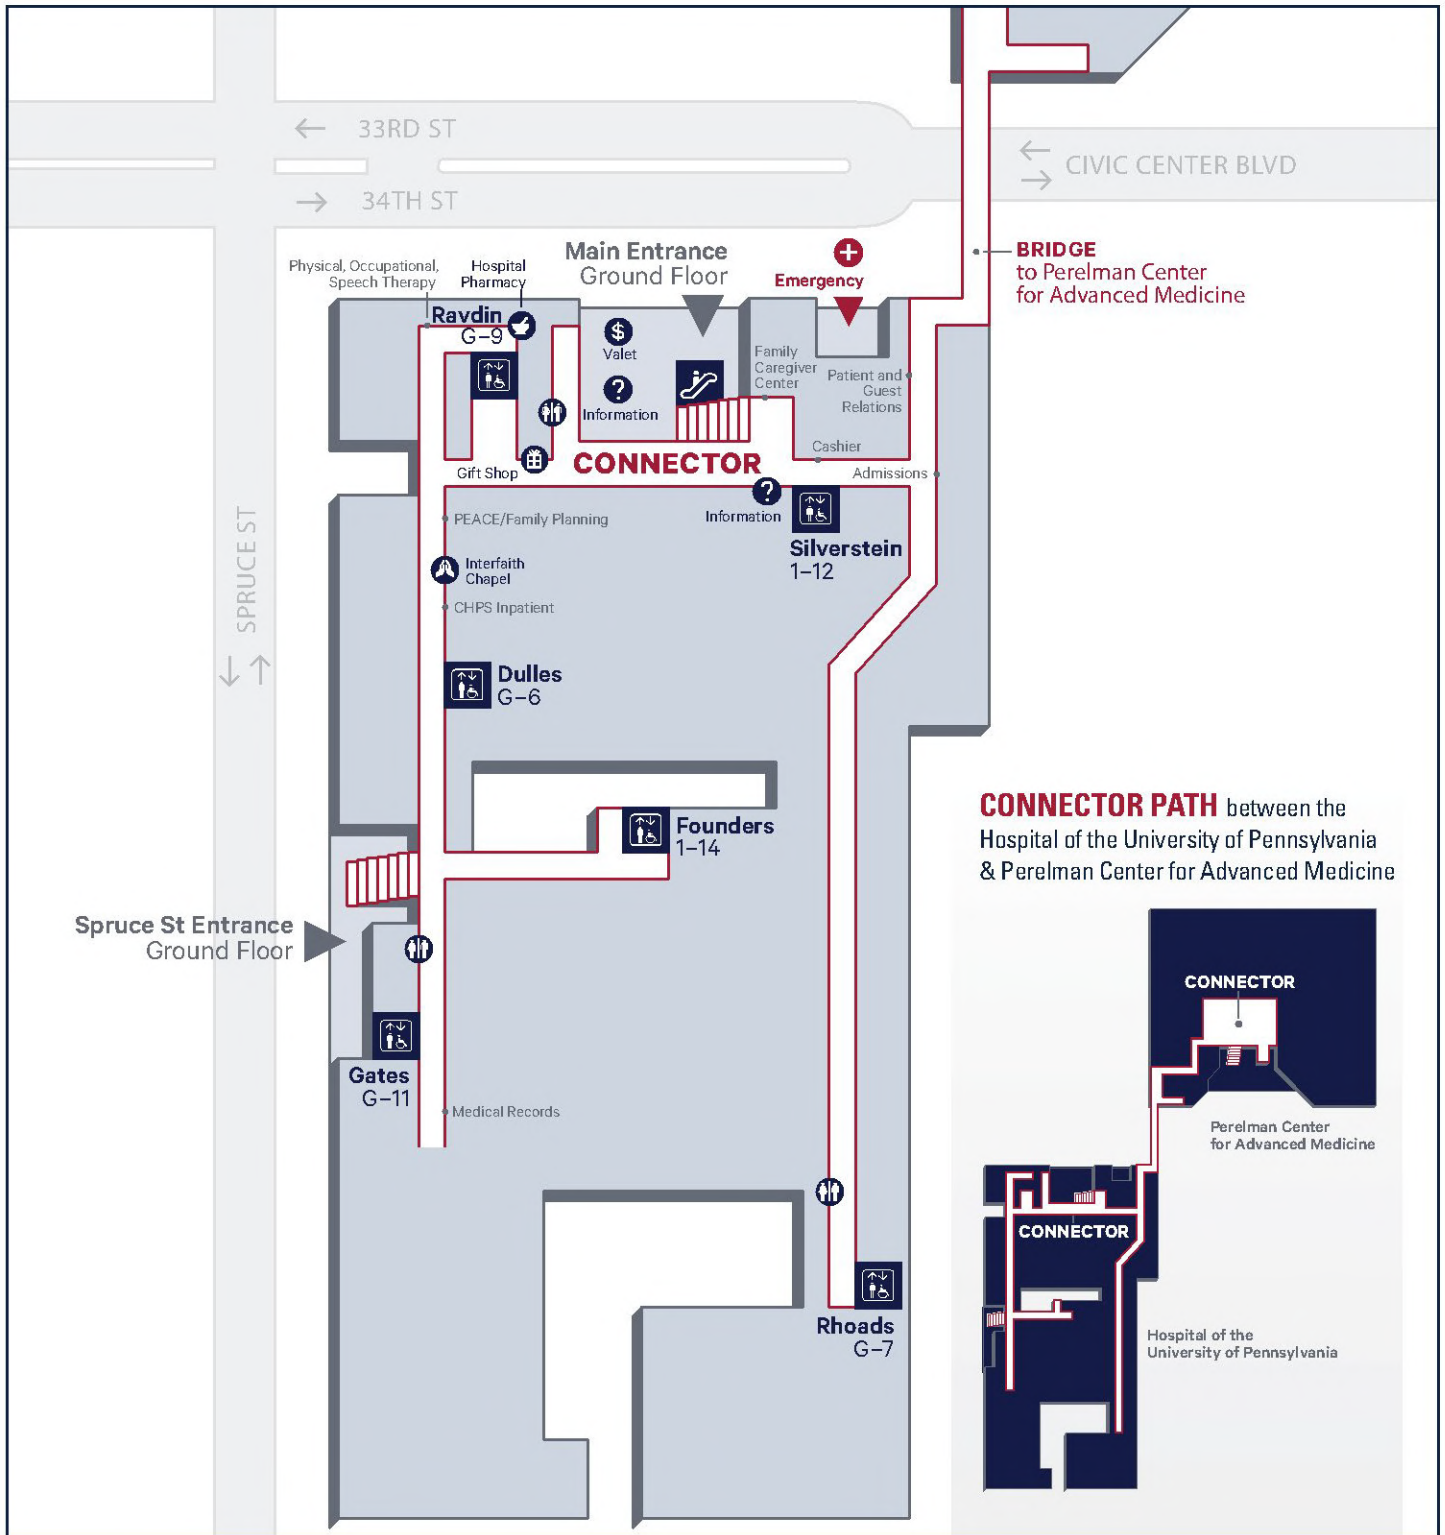 33RD ST
34TH ST
CIVIC CENTER BLVD
SPRUCE ST
Main Entrance
Ground Floor
Emergency
BRIDGE
to Perelman Center
for Advanced Medicine
Physical, Occupational,
Speech Therapy
Hospital
Pharmacy
Ravdin
G–9
$
Valet
?
Information
Family
Caregiver
Center
Patient and
Guest
Relations
Cashier
Admissions
Gift Shop
CONNECTOR
?
Information
Silverstein
1–12
PEACE/Family Planning
Interfaith
Chapel
CHPS Inpatient
Dulles
G–6
Founders
1–14
Spruce St Entrance
Ground Floor
Gates
G–11
Medical Records
Rhoads
G–7
CONNECTOR PATH between the
Hospital of the University of Pennsylvania
& Perelman Center for Advanced Medicine
CONNECTOR
Perelman Center
for Advanced Medicine
CONNECTOR
Hospital of the
University of Pennsylvania